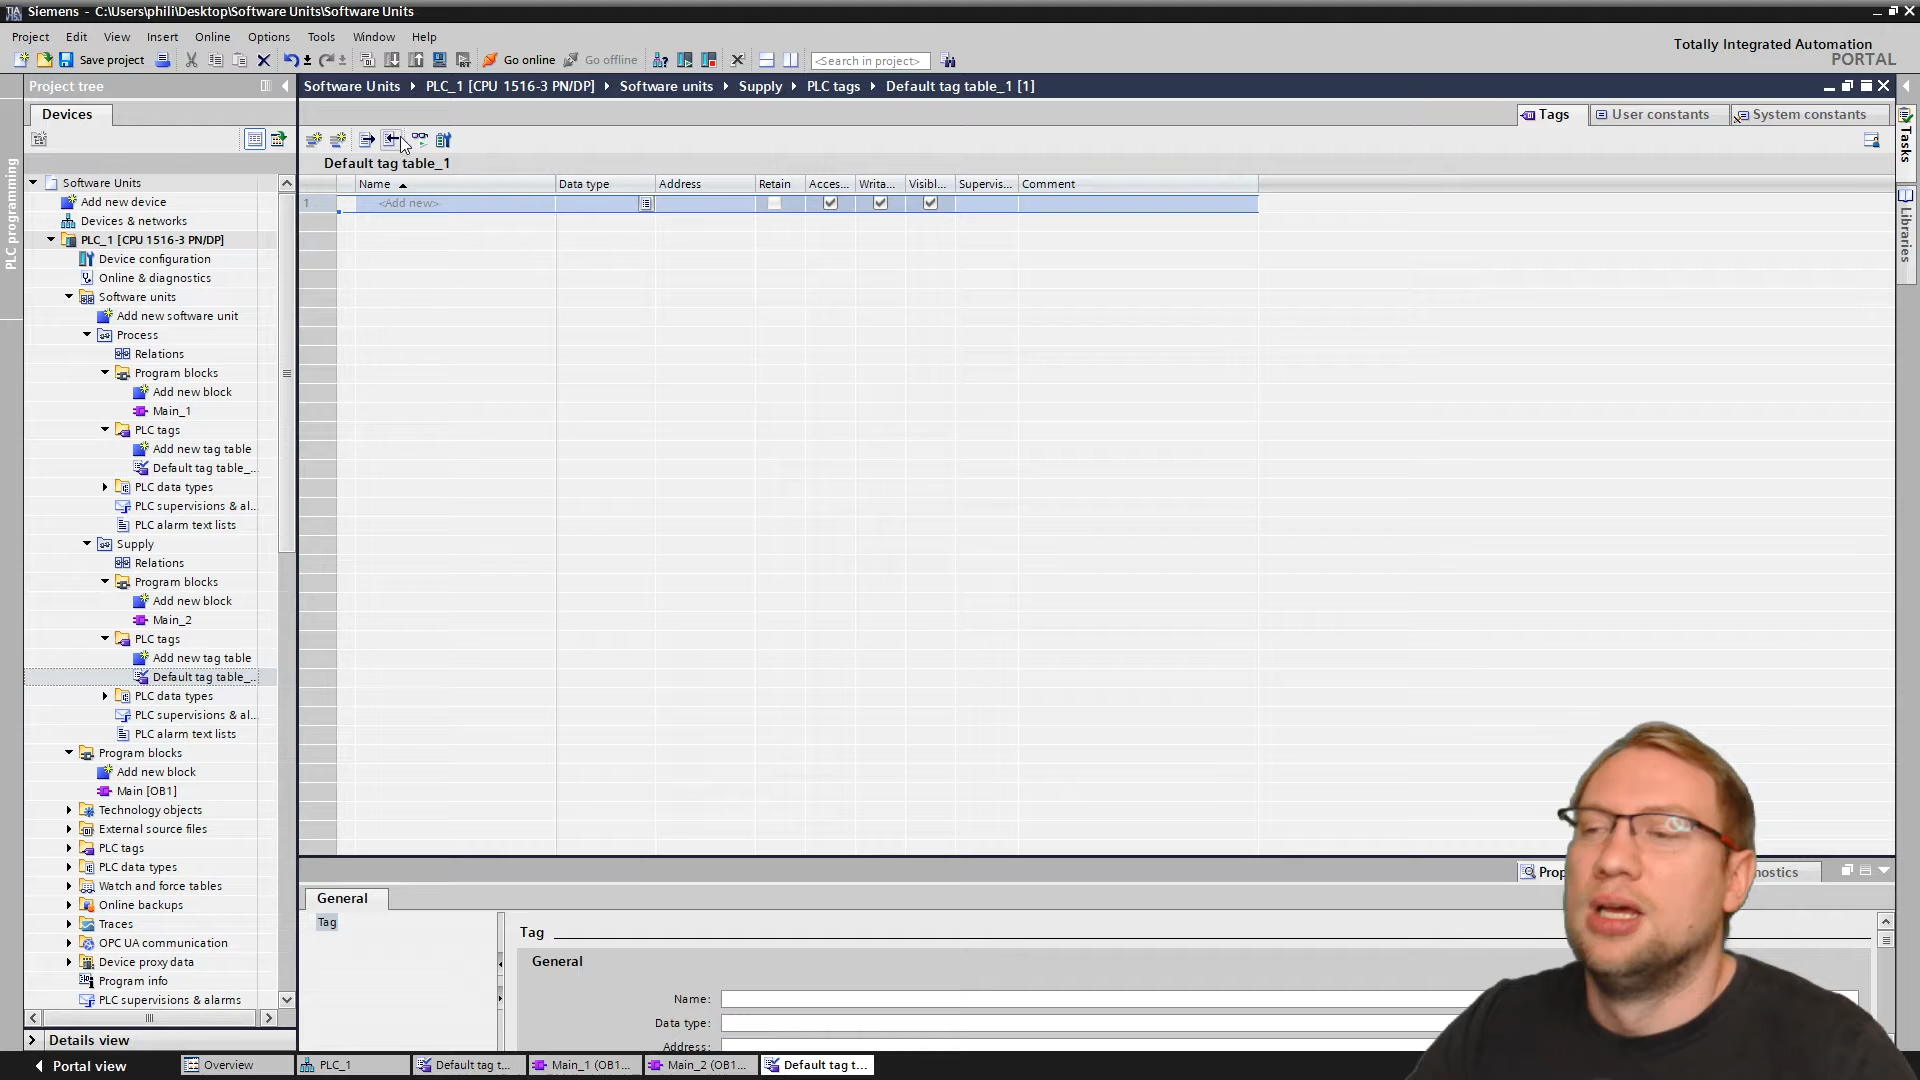 Siemens - C:\Users\phili\Desktop\Software Units\Software Units
Project Edit View Insert Online Options Tools Window Help
Totally Integrated Automation
PORTAL
Save project Go online Go offline <Search in project>
Project tree
Software Units PLC_1 [CPU 1516-3 PN/DP] Software units Supply PLC tags Default tag table_1 [1]
Devices
Tags User constants System constants
Default tag table_1
Name Data type Address Retain Acces... Writa... Visibl... Supervis... Comment
1 <Add new>
Software Units
Add new device
Devices & networks
PLC_1 [CPU 1516-3 PN/DP]
Device configuration
Online & diagnostics
Software units
Add new software unit
Process
Relations
Program blocks
Add new block
Main_1
PLC tags
Add new tag table
Default tag table_...
PLC data types
PLC supervisions & al...
PLC alarm text lists
Supply
Relations
Program blocks
Add new block
Main_2
PLC tags
Add new tag table
Default tag table_...
PLC data types
PLC supervisions & al...
PLC alarm text lists
Program blocks
Add new block
Main [OB1]
Technology objects
External source files
PLC tags
PLC data types
Watch and force tables
Online backups
Traces
OPC UA communication
Device proxy data
Program info
PLC supervisions & alarms
Details view
PLC programming
Tasks
Libraries
Prop
nostics
General
Tag
Tag
General
Name:
Data type:
Address:
Portal view Overview PLC_1 Default tag t... Main_1 (OB1... Main_2 (OB1... Default tag t...